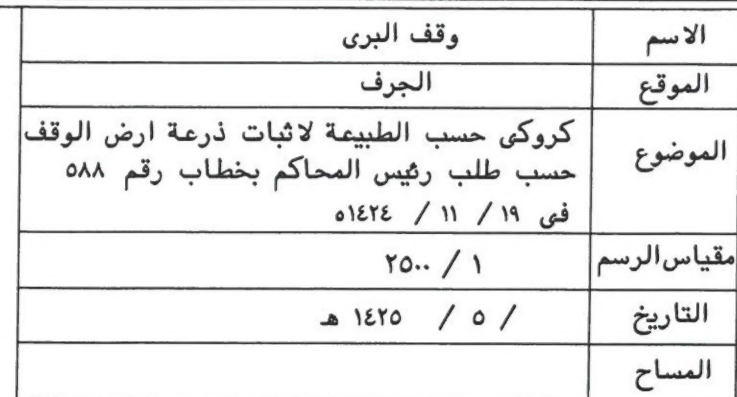 الاسم وقف البرى
الموقع الجرف
الموضوع كروكى حسب الطبيعة لاثبات ذرعة ارض الوقف
حسب طلب رئيس المحاكم بخطاب رقم ٥٨٨
فى ١٩ / ١١ / ١٤٢٤ه
مقياس الرسم ١ / ٢٥٠٠
التاريخ / ٥ / ١٤٢٥ هـ
المساح